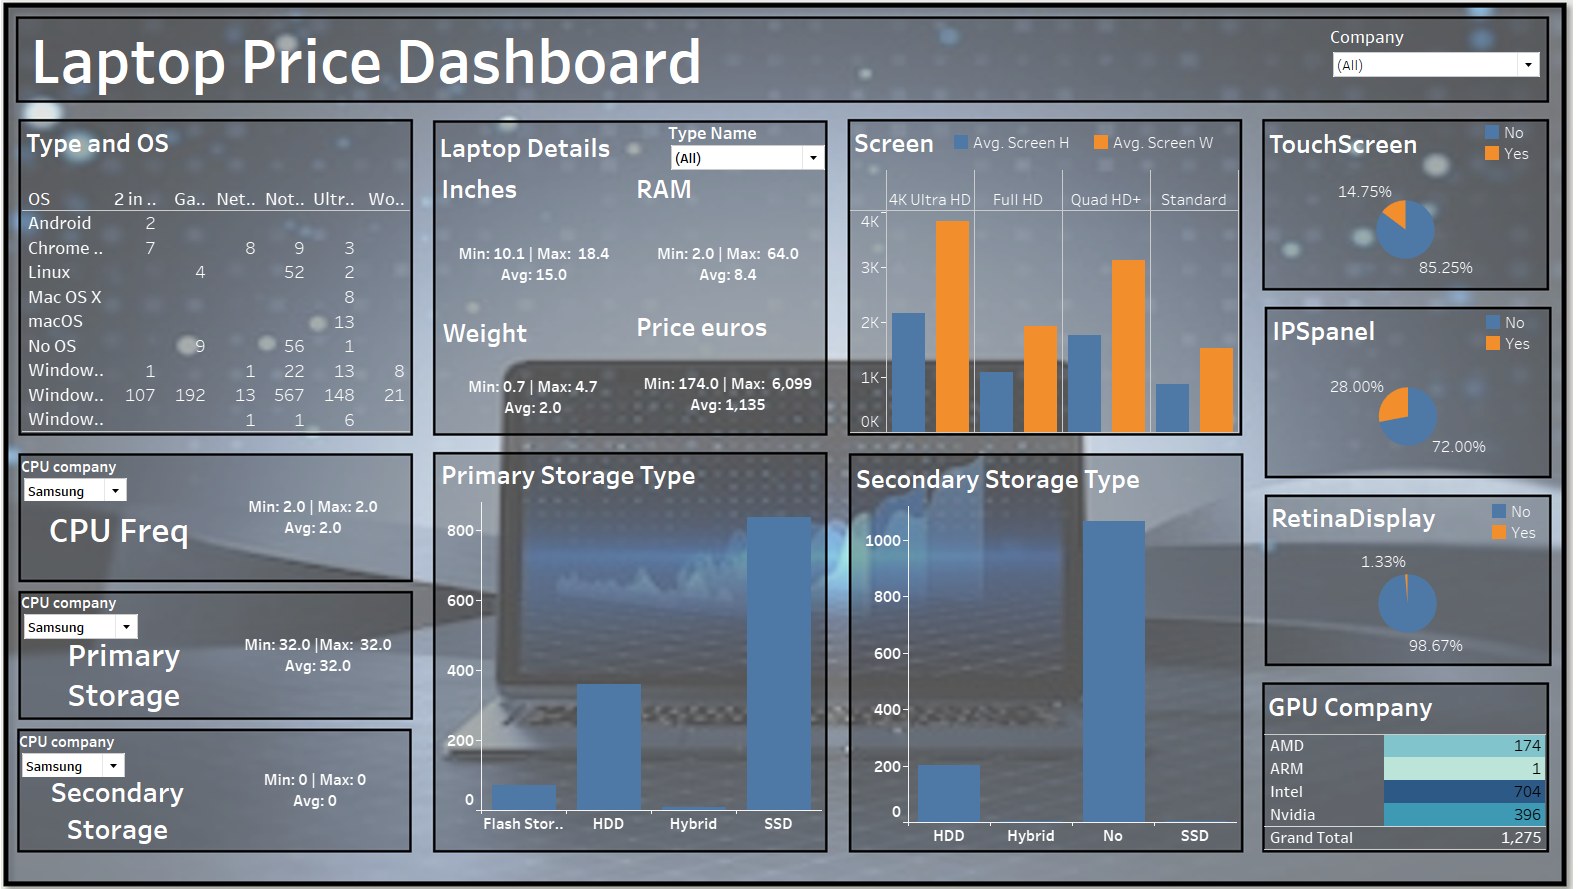 Laptop Price Dashboard
Company
(All)
Type and OS
OS 2 in .. Ga.. Net.. Not.. Ultr.. Wo..
Android 2
Chrome .. 7 8 9 3
Linux 4 52 2
Mac OS X 8
macOS 13
No OS 9 56 1
Window.. 1 1 22 13 8
Window.. 107 192 13 567 148 21
Window.. 1 1 6
Laptop Details
Type Name
(All)
Inches
Min: 10.1 | Max: 18.4
Avg: 15.0
RAM
Min: 2.0 | Max: 64.0
Avg: 8.4
Weight
Min: 0.7 | Max: 4.7
Avg: 2.0
Price euros
Min: 174.0 | Max: 6,099
Avg: 1,135
Screen
Avg. Screen H
Avg. Screen W
4K Ultra HD Full HD Quad HD+ Standard
4K
3K
2K
1K
0K
TouchScreen
No
Yes
14.75%
85.25%
IPSpanel
No
Yes
28.00%
72.00%
RetinaDisplay
No
Yes
1.33%
98.67%
CPU company
Samsung
CPU Freq
Min: 2.0 | Max: 2.0
Avg: 2.0
CPU company
Samsung
Primary
Storage
Min: 32.0 |Max: 32.0
Avg: 32.0
CPU company
Samsung
Secondary
Storage
Min: 0 | Max: 0
Avg: 0
Primary Storage Type
800
600
400
200
0
Flash Stor.. HDD Hybrid SSD
Secondary Storage Type
1000
800
600
400
200
0
HDD Hybrid No SSD
GPU Company
AMD 174
ARM 1
Intel 704
Nvidia 396
Grand Total 1,275